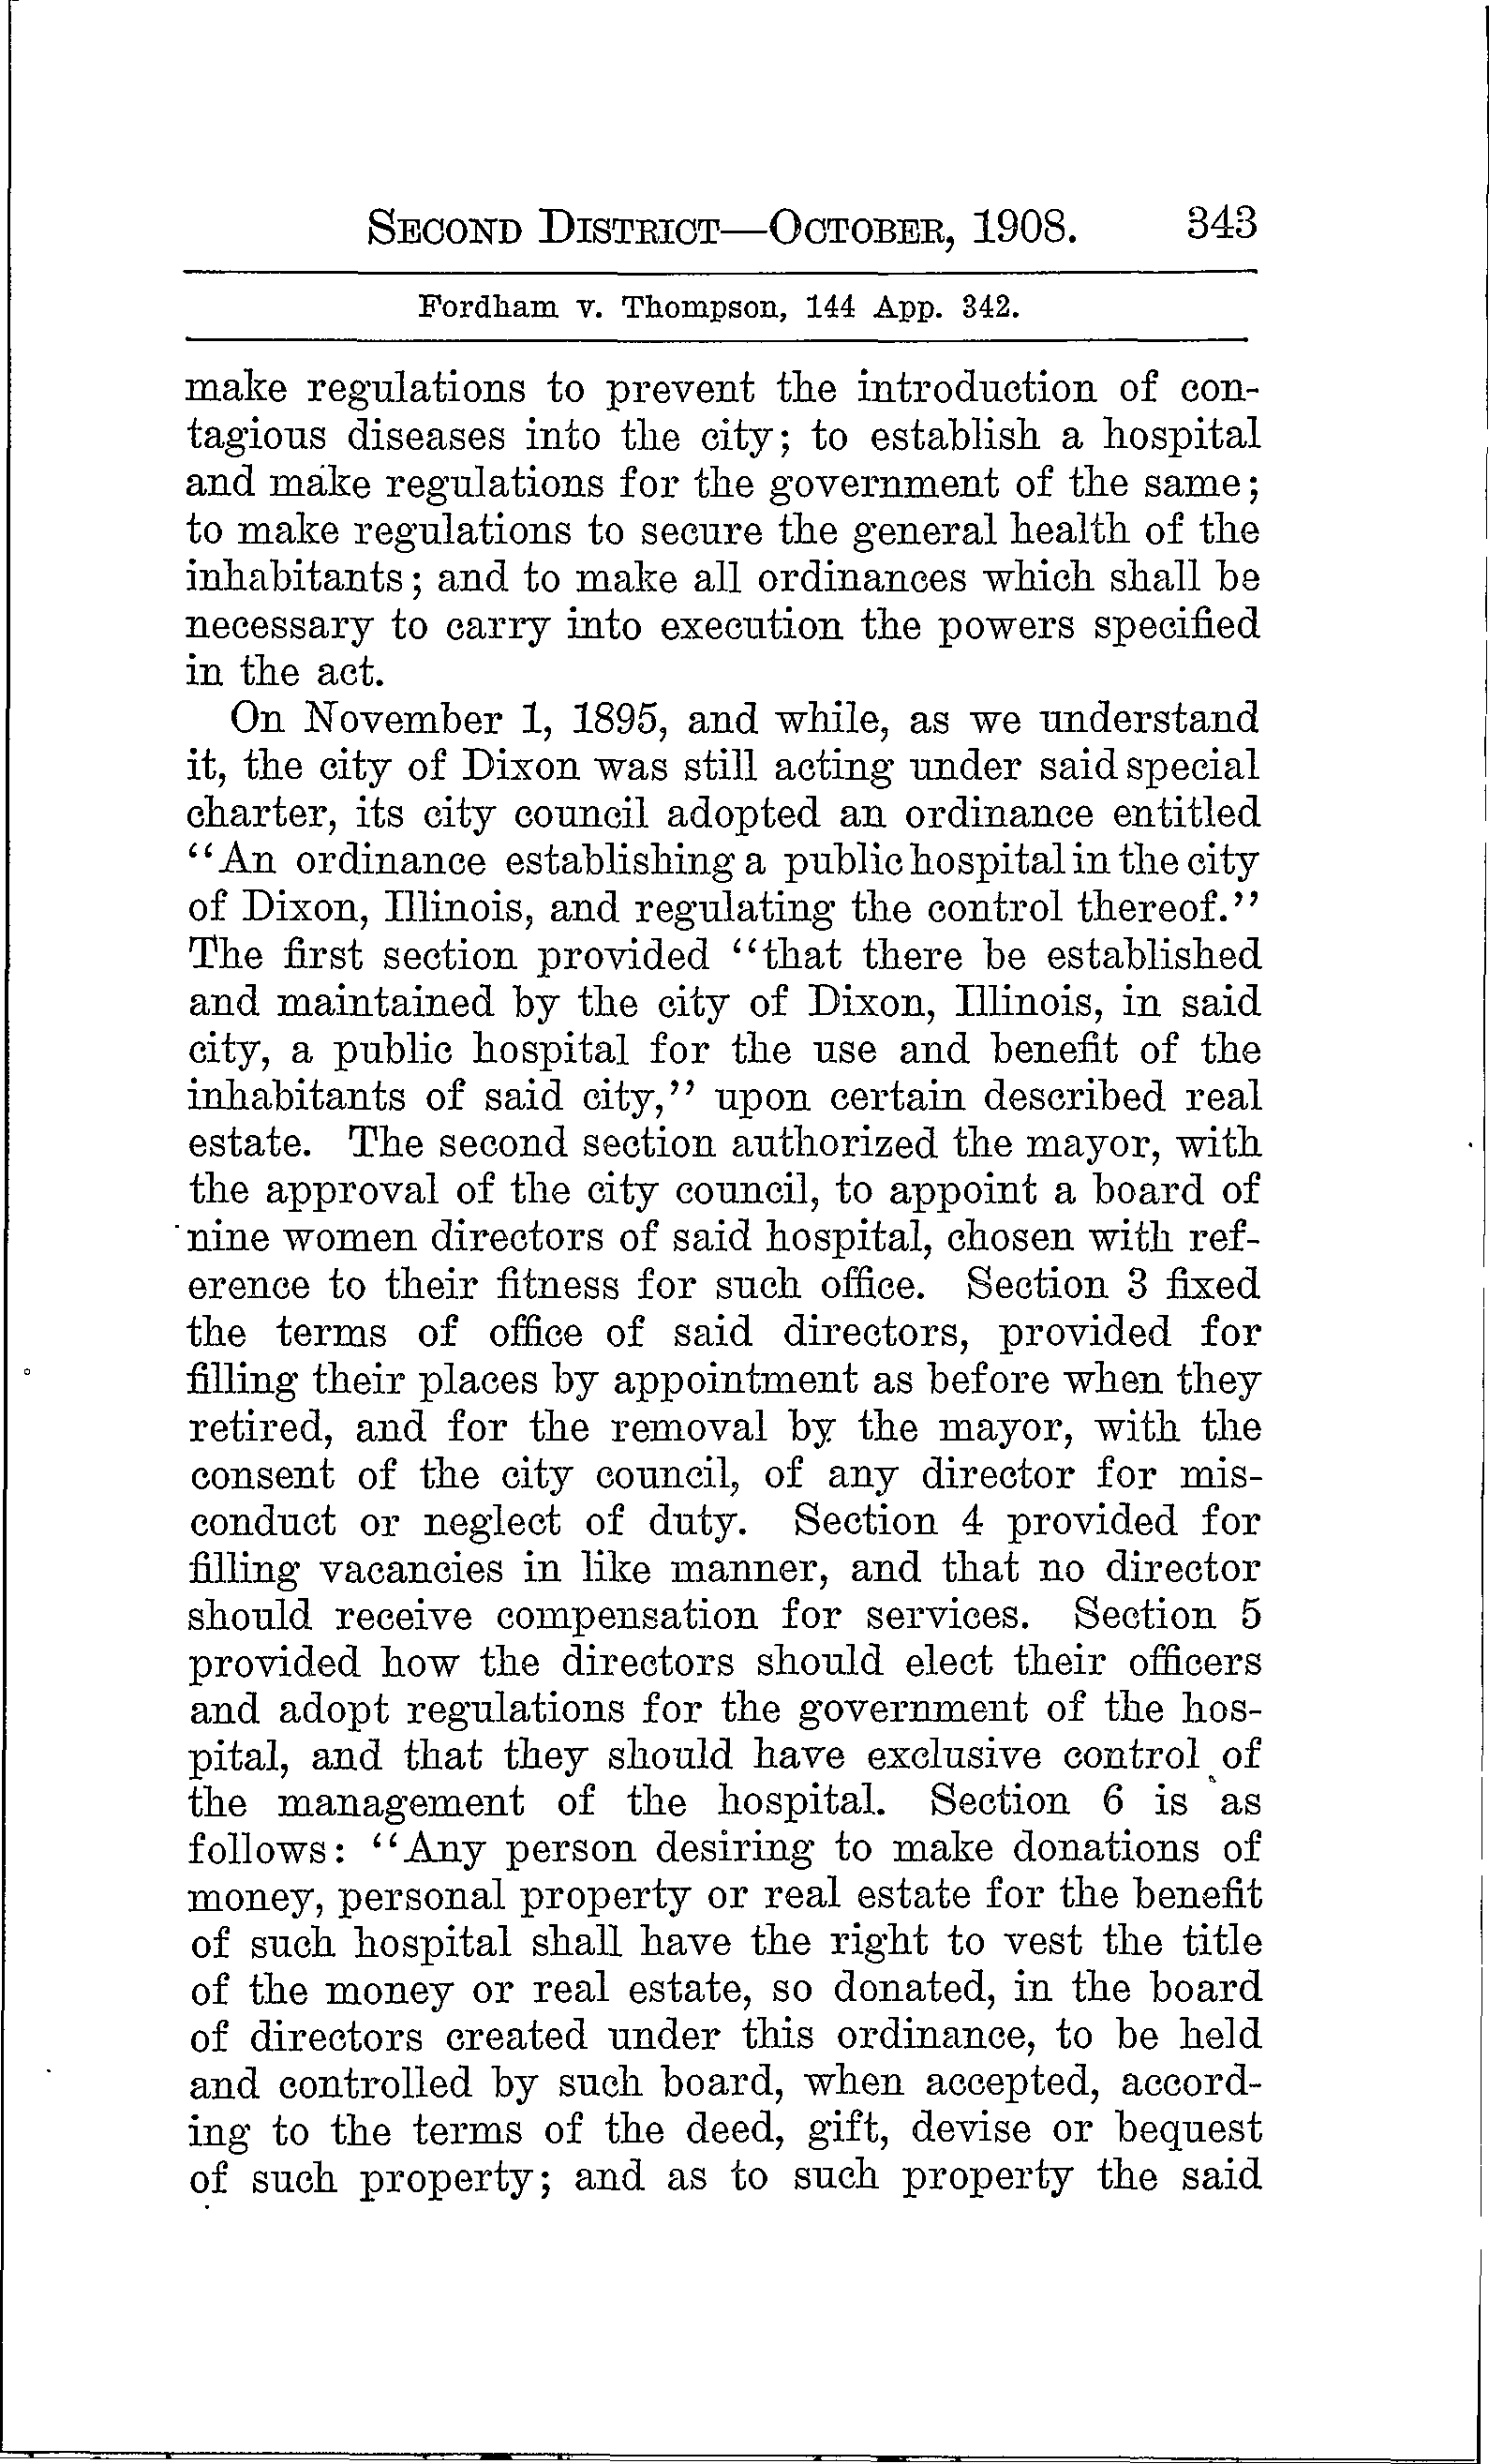 SECOND DISTRICT—OCTOBER, 1908. 343
Fordham v. Thompson, 144 App. 342.
make regulations to prevent the introduction of con-
tagious diseases into the city; to establish a hospital
and make regulations for the government of the same;
to make regulations to secure the general health of the
inhabitants; and to make all ordinances which shall be
necessary to carry into execution the powers specified
in the act.
On November 1, 1895, and while, as we understand
it, the city of Dixon was still acting under said special
charter, its city council adopted an ordinance entitled
“An ordinance establishing a public hospital in the city
of Dixon, Illinois, and regulating the control thereof.”
The first section provided “that there be established
and maintained by the city of Dixon, Illinois, in said
city, a public hospital for the use and benefit of the
inhabitants of said city,” upon certain described real
estate. The second section authorized the mayor, with
the approval of the city council, to appoint a board of
nine women directors of said hospital, chosen with ref-
erence to their fitness for such office. Section 3 fixed
the terms of office of said directors, provided for
filling their places by appointment as before when they
retired, and for the removal by the mayor, with the
consent of the city council, of any director for mis-
conduct or neglect of duty. Section 4 provided for
filling vacancies in like manner, and that no director
should receive compensation for services. Section 5
provided how the directors should elect their officers
and adopt regulations for the government of the hos-
pital, and that they should have exclusive control of
the management of the hospital. Section 6 is as
follows: “Any person desiring to make donations of
money, personal property or real estate for the benefit
of such hospital shall have the right to vest the title
of the money or real estate, so donated, in the board
of directors created under this ordinance, to be held
and controlled by such board, when accepted, accord-
ing to the terms of the deed, gift, devise or bequest
of such property; and as to such property the said